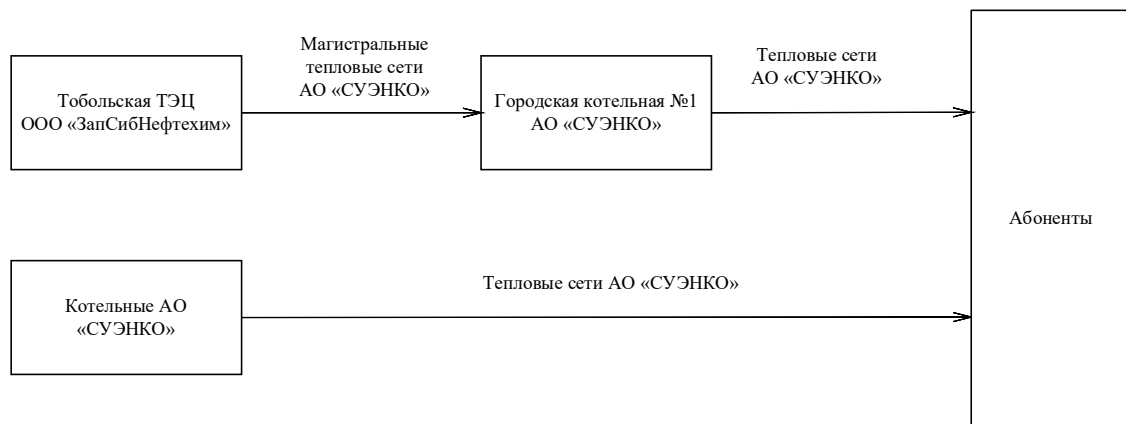 Магистральные
тепловые сети
АО «СУЭНКО»
Тепловые сети
АО «СУЭНКО»
Тобольская ТЭЦ
ООО «ЗапСибНефтехим»
Городская котельная №1
АО «СУЭНКО»
Абоненты
Тепловые сети АО «СУЭНКО»
Котельные АО
«СУЭНКО»